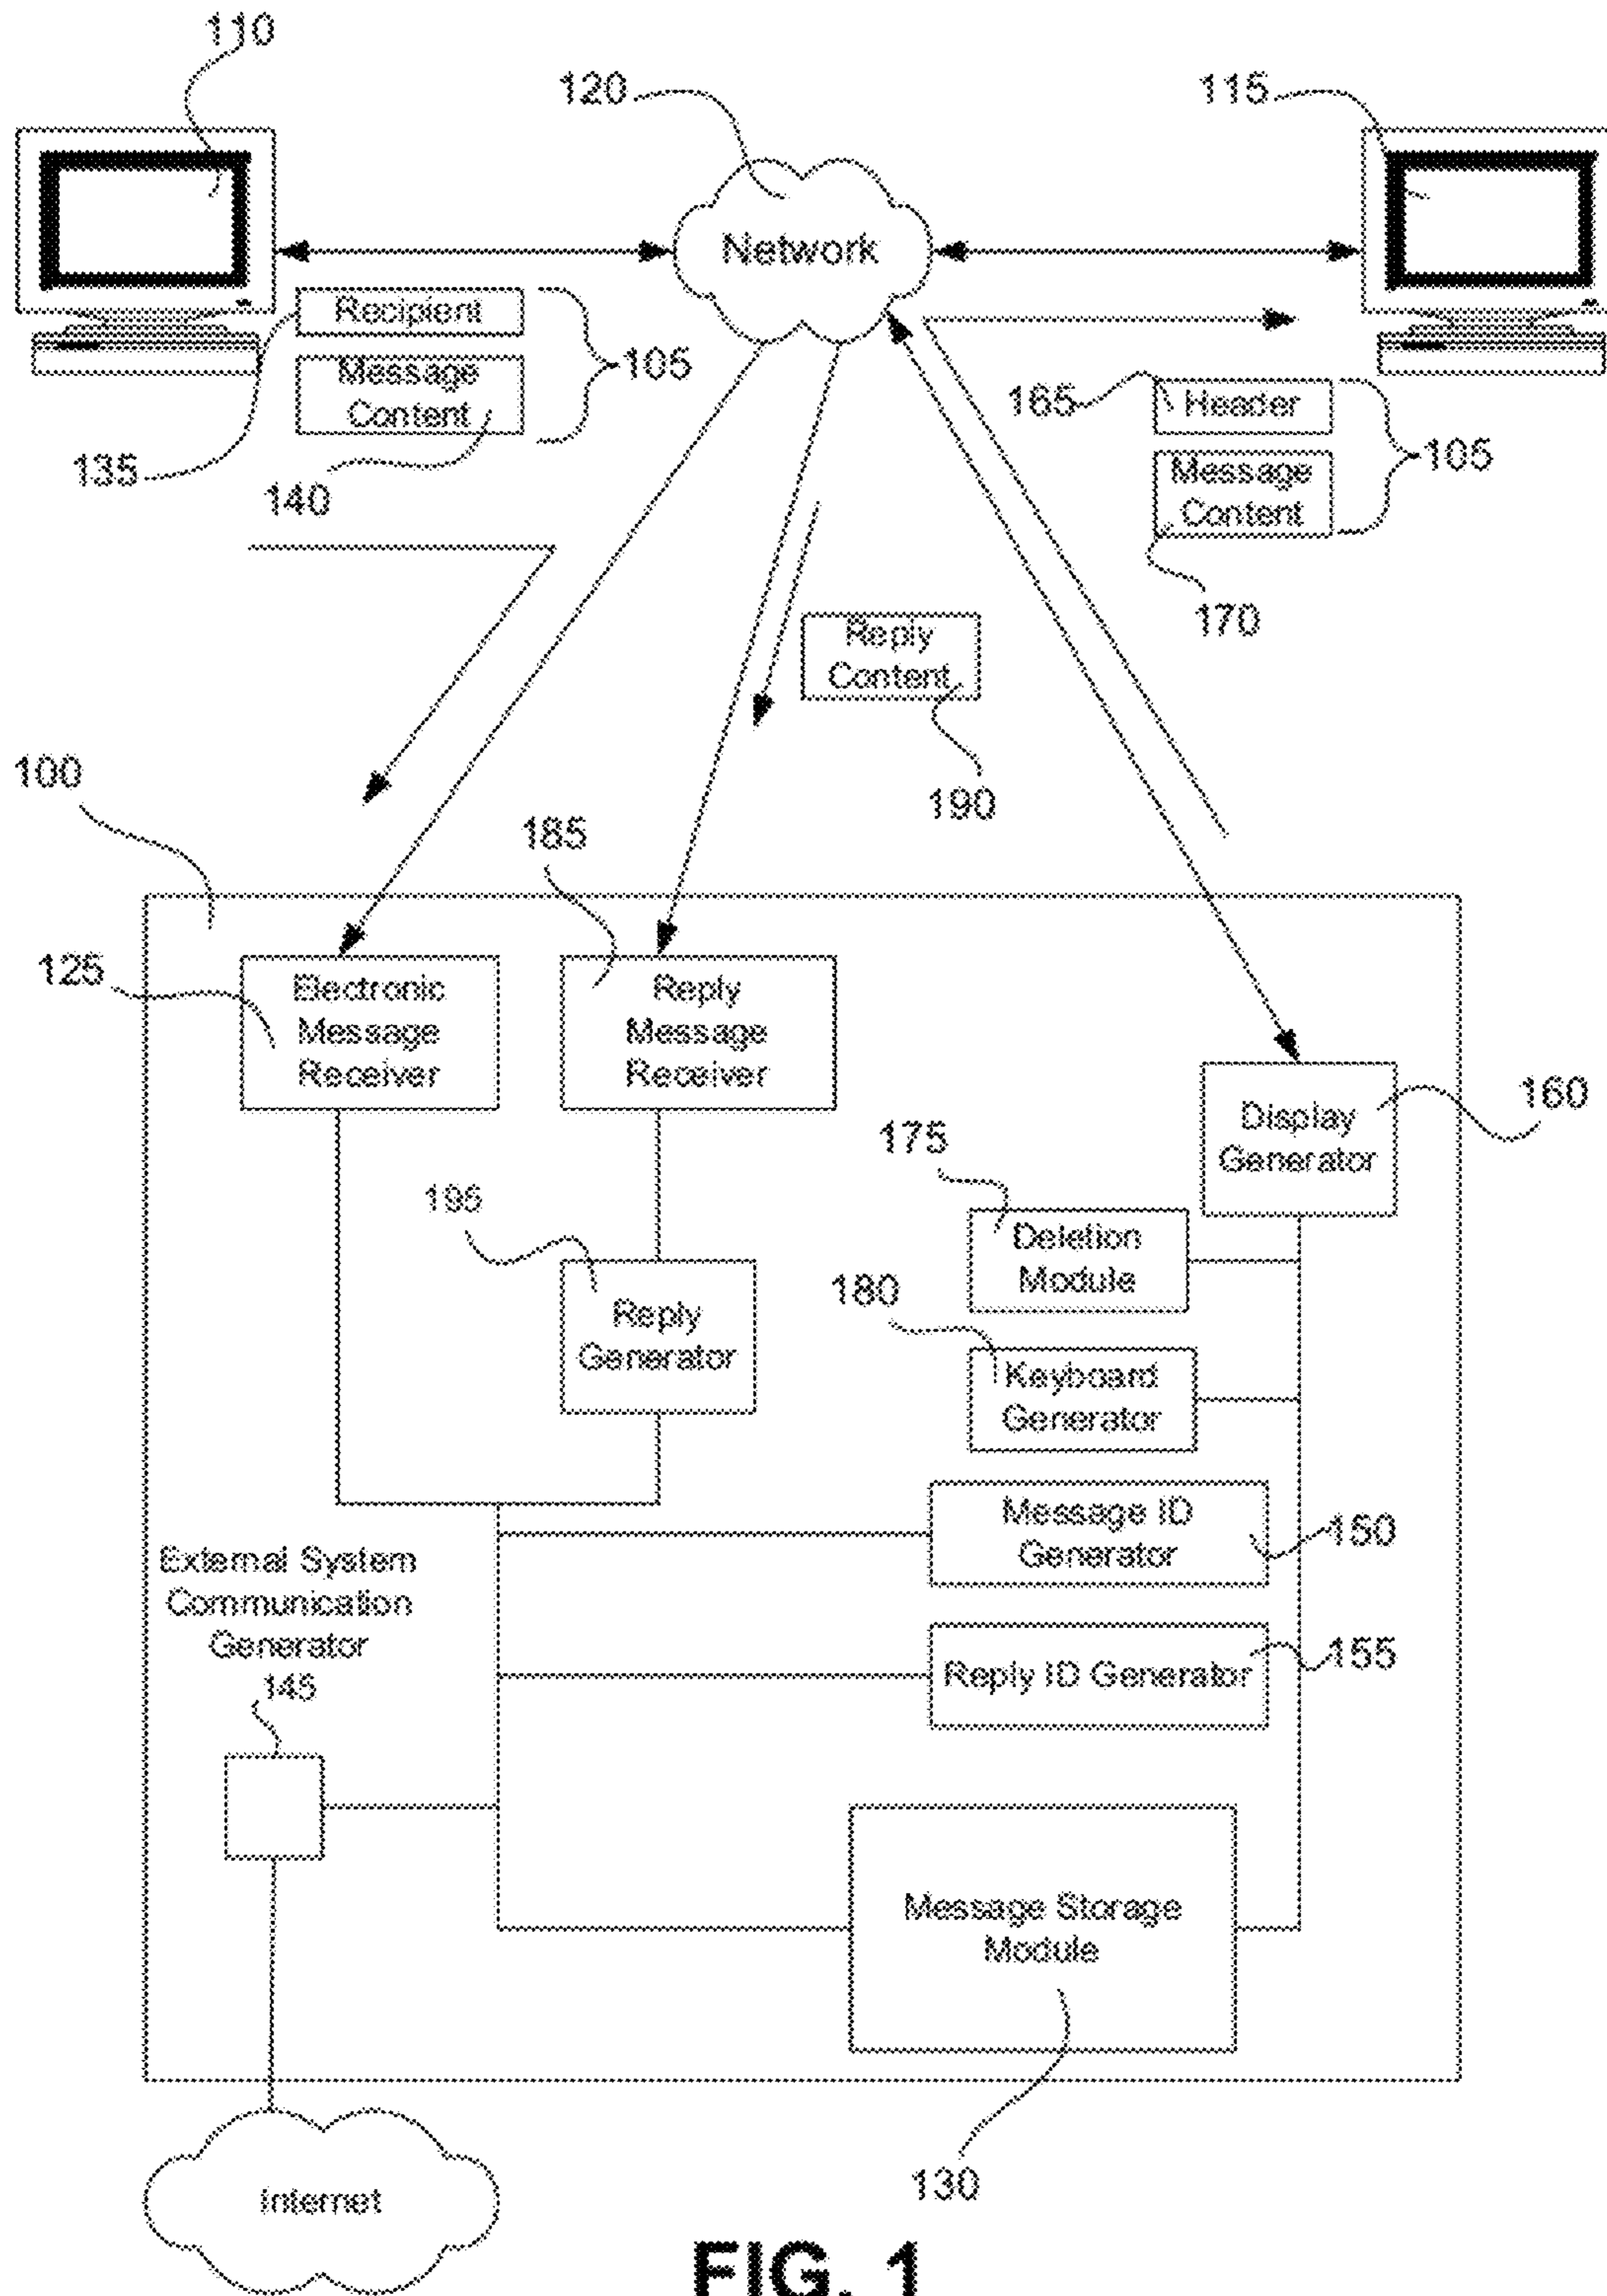 110
120
115
Network
Recipient
105
Message
Content
135
140
165
Header
105
Message
Content
170
Reply
Content
190
100
185
125
Electronic
Message
Receiver
Reply
Message
Receiver
160
Display
Generator
175
195
Deletion
Module
180
Reply
Generator
Keyboard
Generator
Message ID
Generator
150
External System
Communication
Generator
145
Reply ID Generator
155
Message Storage
Module
130
Internet
FIG. 1